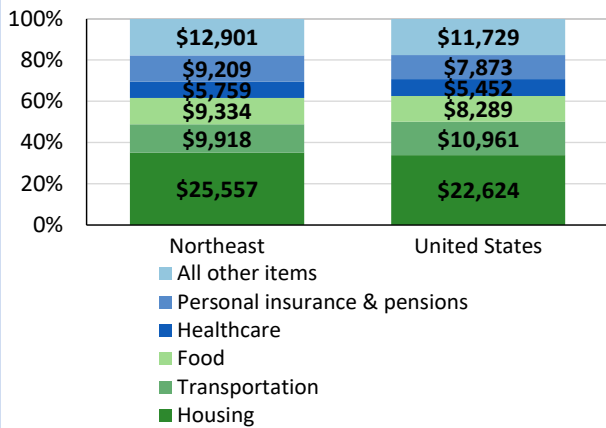 100%
80%
60%
40%
20%
0%
$12,901
$9,209
$5,759
$9,334
$9,918
$25,557
$11,729
$7,873
$5,452
$8,289
$10,961
$22,624
Northeast
United States
All other items
Personal insurance & pensions
Healthcare
Food
Transportation
Housing